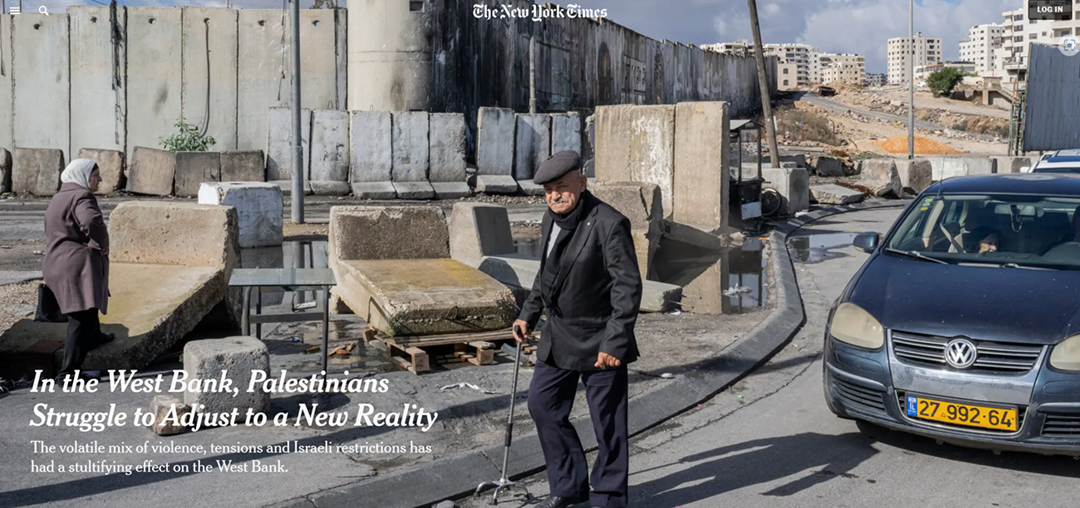 The New York Times
LOG IN
In the West Bank, Palestinians
Struggle to Adjust to a New Reality
The volatile mix of violence, tensions and Israeli restrictions has
had a stultifying effect on the West Bank.
27 992-64